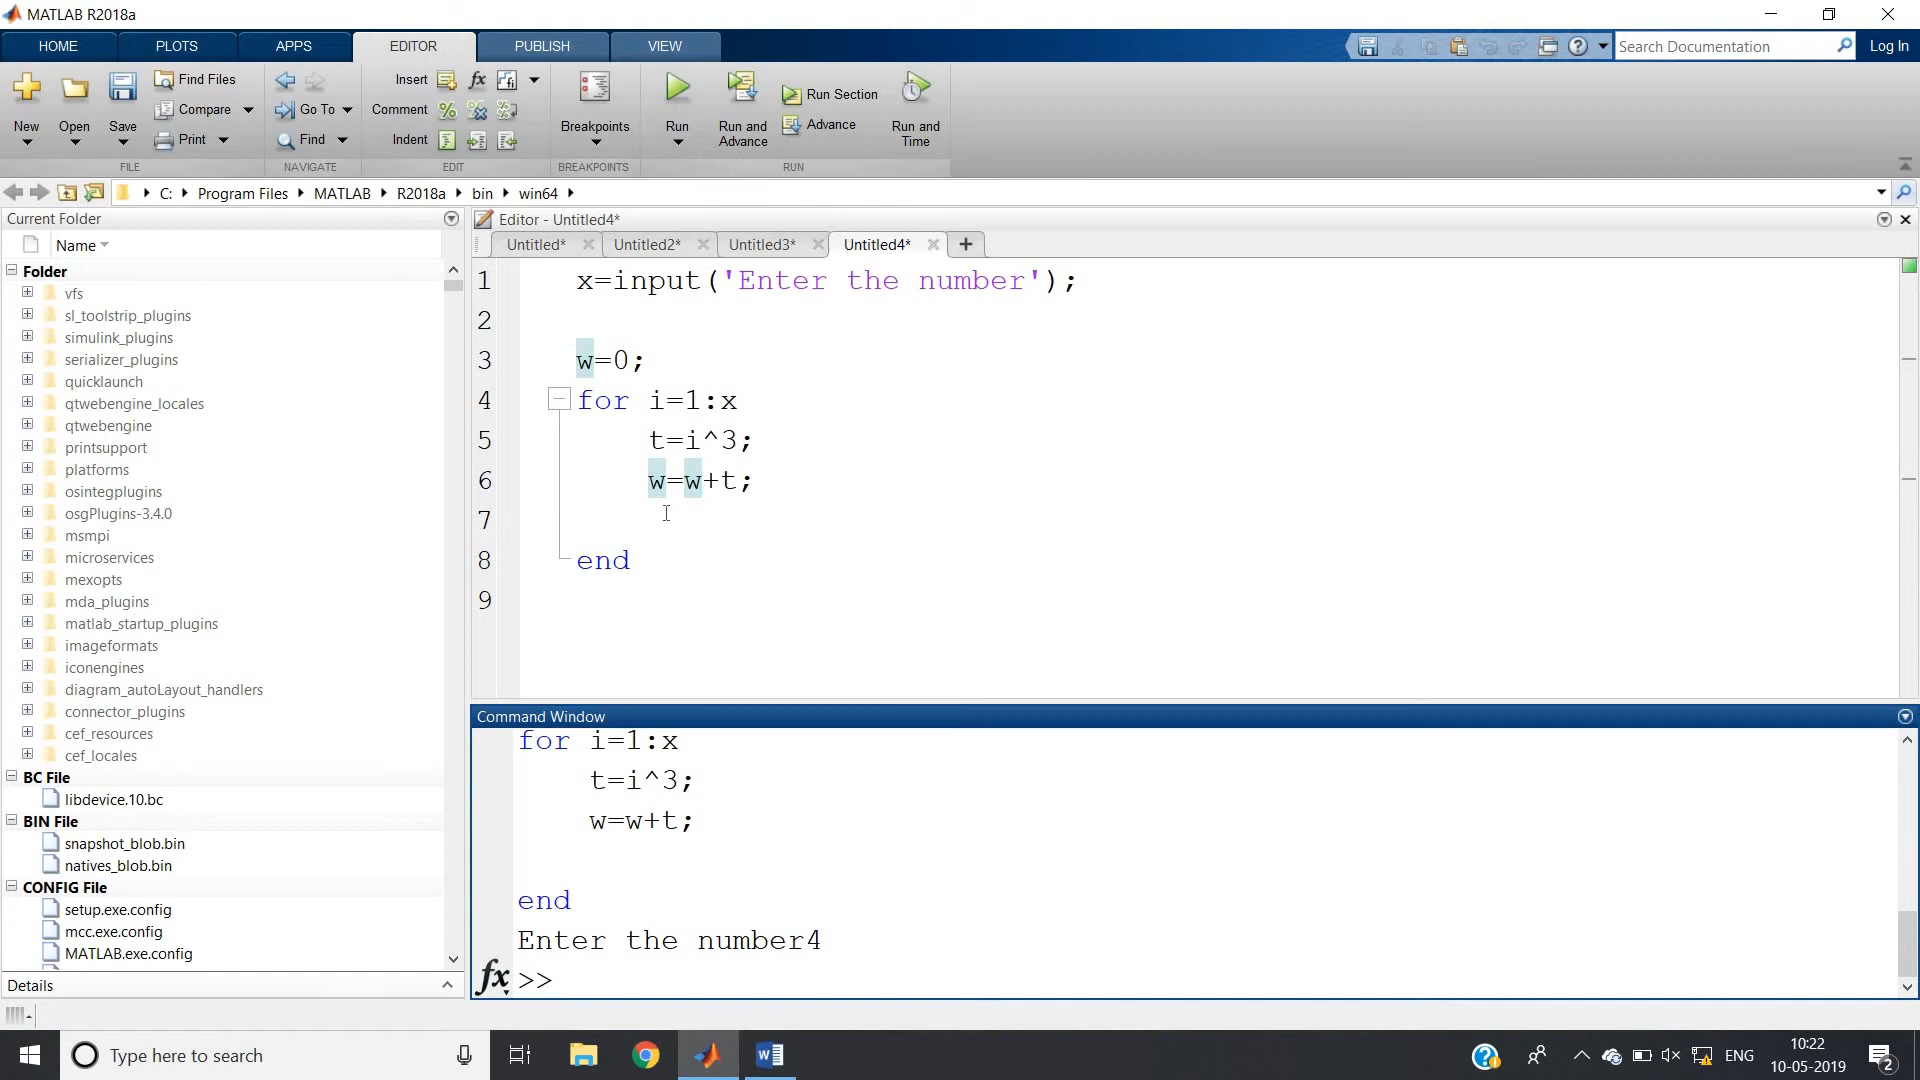 MATLAB R2018a
HOME PLOTS APPS EDITOR PUBLISH VIEW Search Documentation Log In
New Open Save Find Files Compare Print
FILE
Go To Find
NAVIGATE
Insert fx fi
Comment %
Indent
EDIT
Breakpoints
BREAKPOINTS
Run Run and Advance Run Section Advance Run and Time
RUN
C: Program Files MATLAB R2018a bin win64
Current Folder
Name
Folder
vfs
sl_toolstrip_plugins
simulink_plugins
serializer_plugins
quicklaunch
qtwebengine_locales
qtwebengine
printsupport
platforms
osintegplugins
osgPlugins-3.4.0
msmpi
microservices
mexopts
mda_plugins
matlab_startup_plugins
imageformats
iconengines
diagram_autoLayout_handlers
connector_plugins
cef_resources
cef_locales
BC File
libdevice.10.bc
BIN File
snapshot_blob.bin
natives_blob.bin
CONFIG File
setup.exe.config
mcc.exe.config
MATLAB.exe.config
Details
Editor - Untitled4*
Untitled* Untitled2* Untitled3* Untitled4*
1 x=input('Enter the number');
2
3 w=0;
4 for i=1:x
5 t=i^3;
6 w=w+t;
7
8 end
9
Command Window
for i=1:x
t=i^3;
w=w+t;
end
Enter the number4
fx >>
Type here to search
ENG
10:22
10-05-2019
2